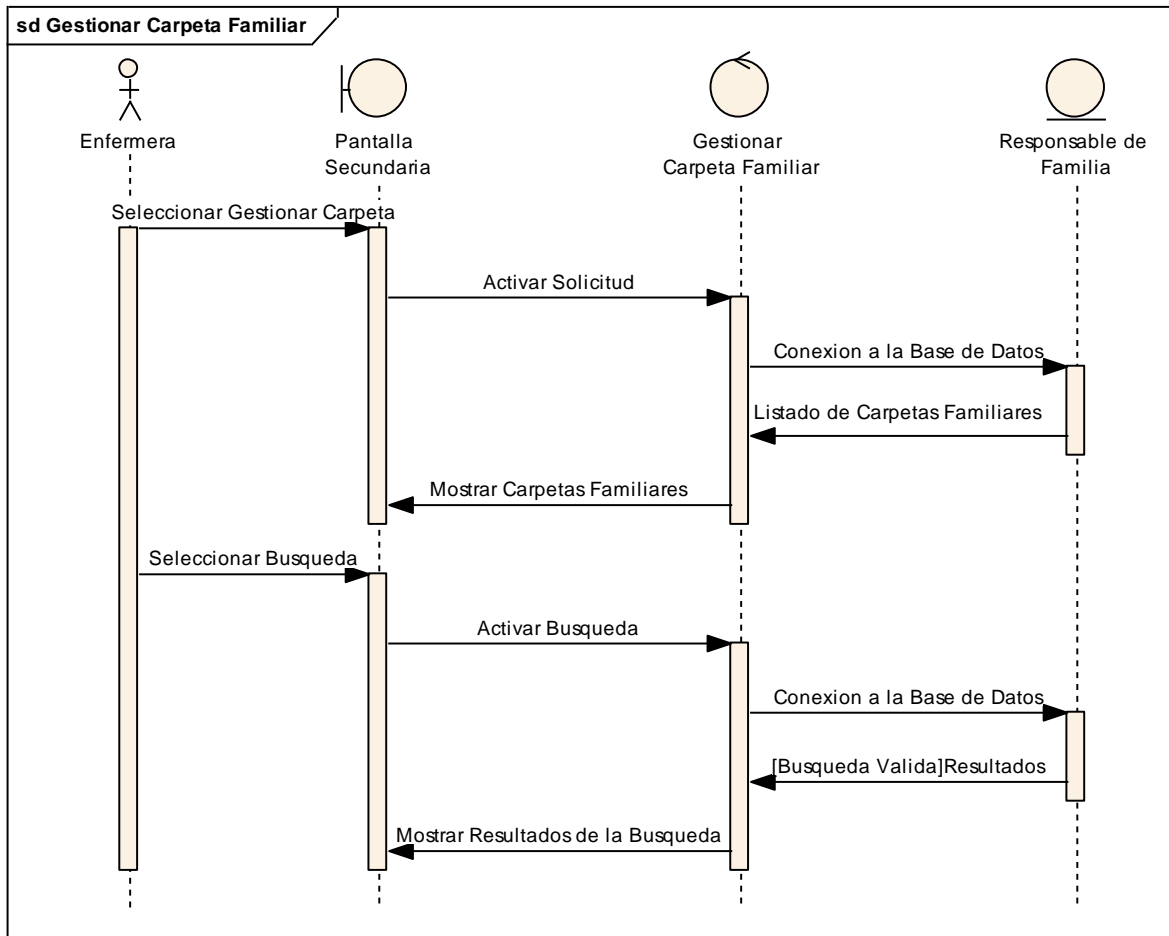 sd Gestionar Carpeta Familiar
Enfermera
Pantalla
Secundaria
Gestionar
Carpeta Familiar
Responsable de
Familia
Seleccionar Gestionar Carpeta
Activar Solicitud
Conexion a la Base de Datos
Listado de Carpetas Familiares
Mostrar Carpetas Familiares
Seleccionar Busqueda
Activar Busqueda
Conexion a la Base de Datos
[Busqueda Valida]Resultados
Mostrar Resultados de la Busqueda